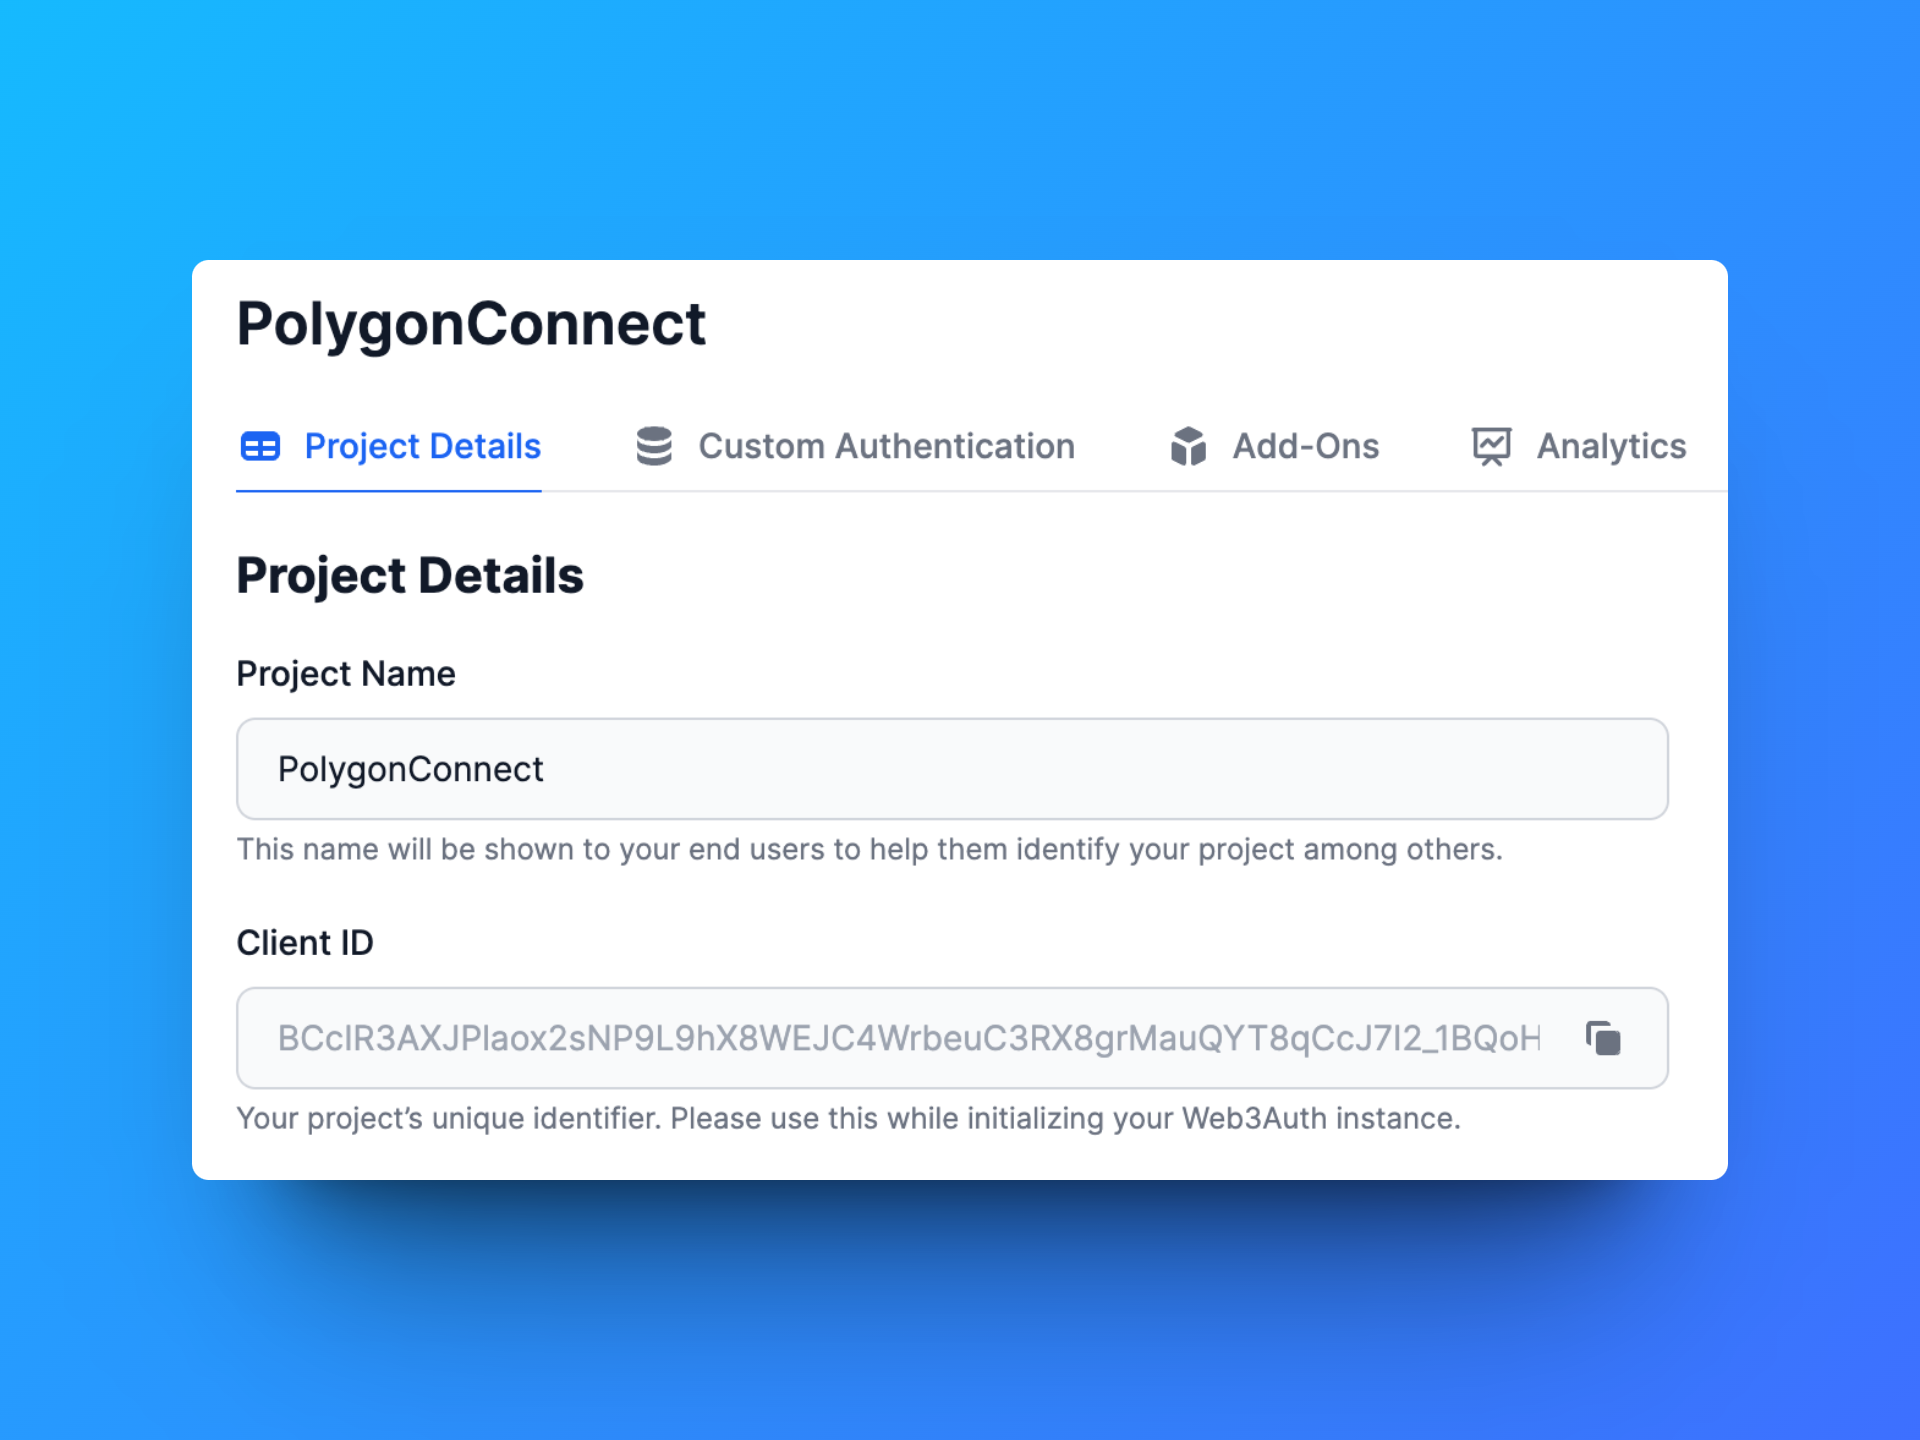 PolygonConnect
Project Details
Custom Authentication
Add-Ons
Analytics
Project Details
Project Name
PolygonConnect
This name will be shown to your end users to help them identify your project among others.
Client ID
BCcIR3AXJPlaox2sNP9L9hX8WEJC4WrbeuC3RX8grMauQYT8qCcJ7I2_1BQoH
Your project’s unique identifier. Please use this while initializing your Web3Auth instance.